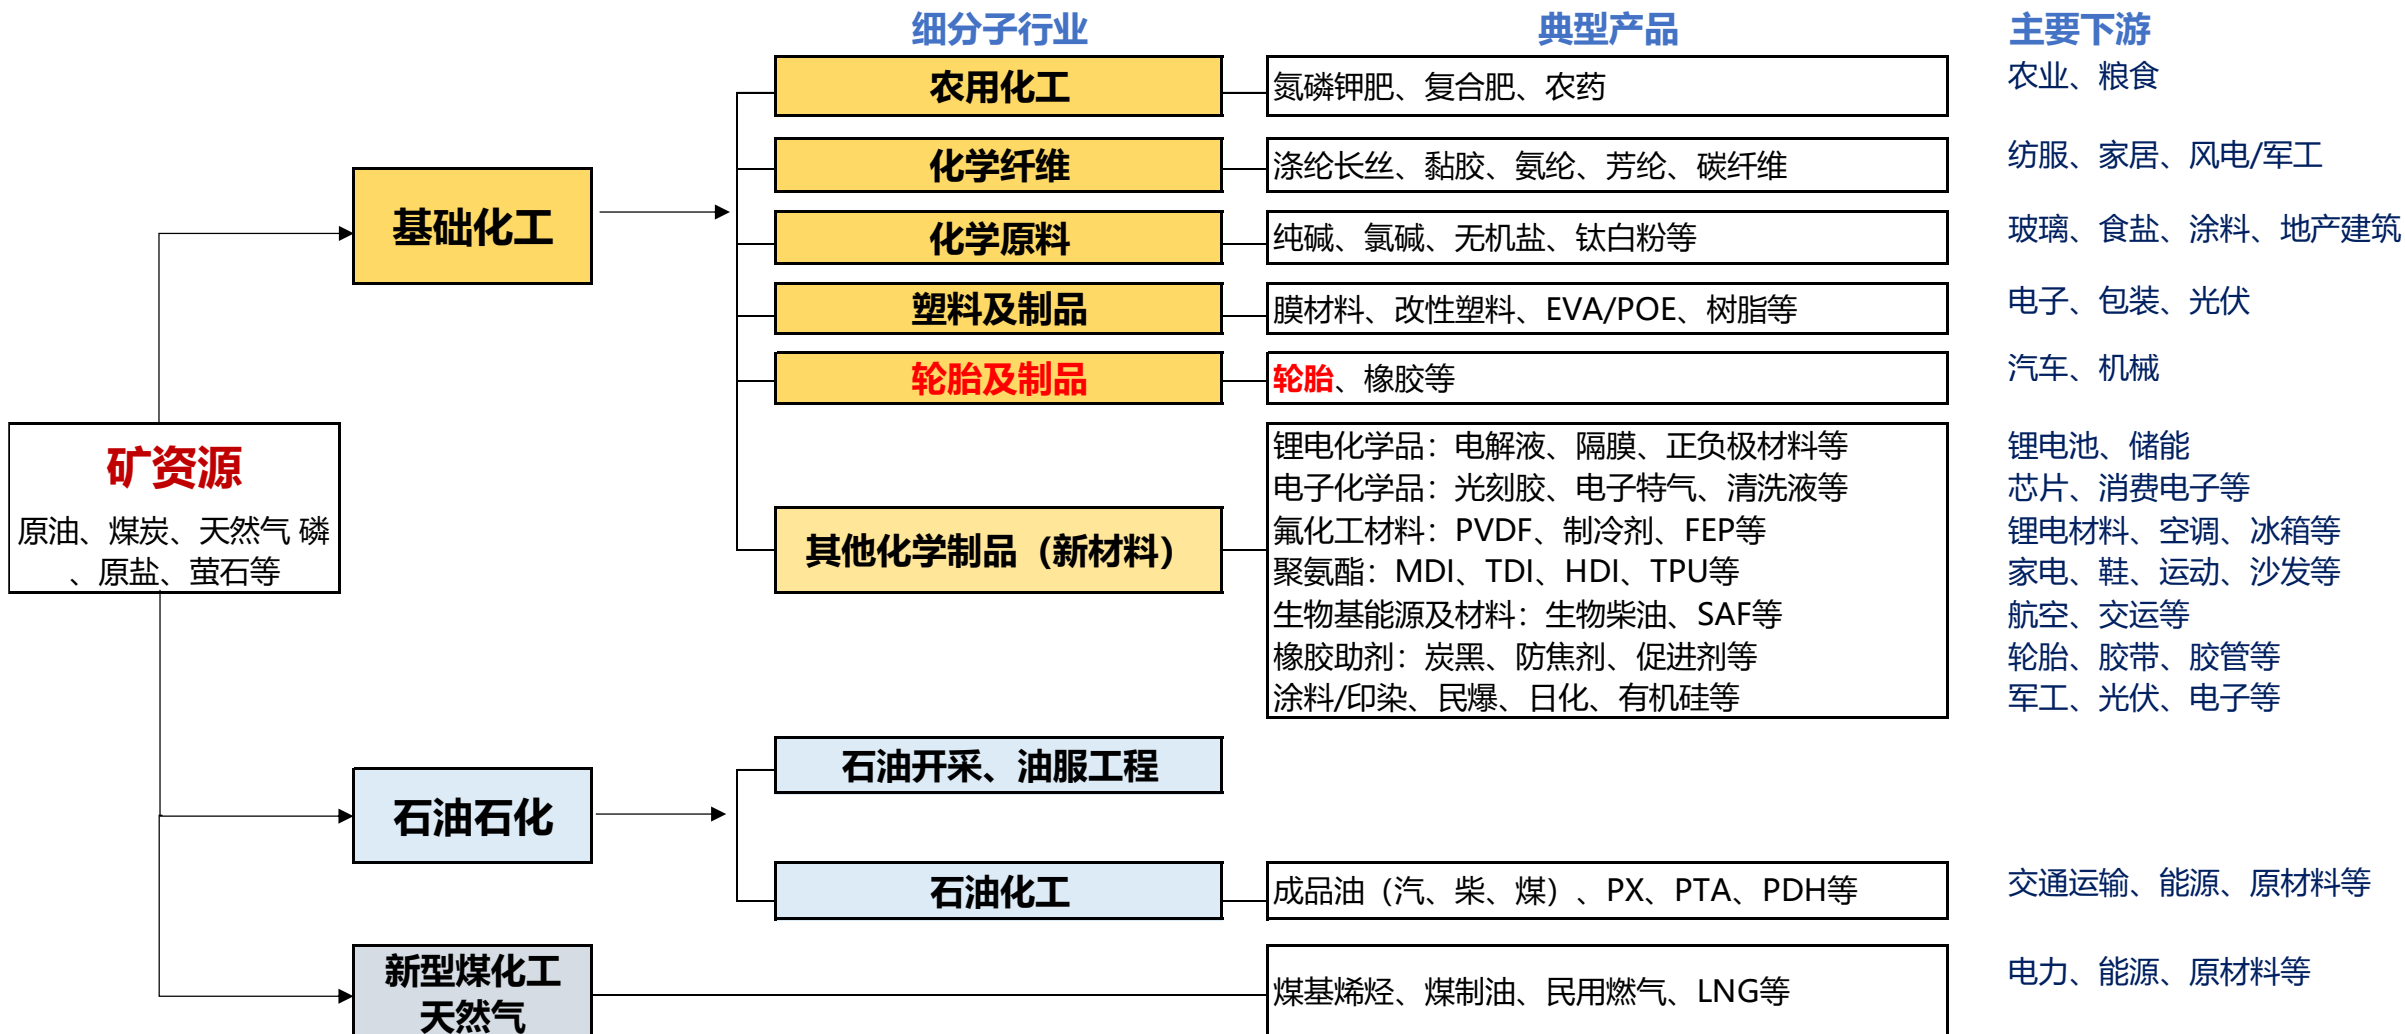 细分子行业
典型产品
主要下游
农用化工
氮磷钾肥、复合肥、农药
农业、粮食
化学纤维
涤纶长丝、黏胶、氨纶、芳纶、碳纤维
纺服、家居、风电/军工
基础化工
化学原料
纯碱、氯碱、无机盐、钛白粉等
玻璃、食盐、涂料、地产建筑
塑料及制品
膜材料、改性塑料、EVA/POE、树脂等
电子、包装、光伏
轮胎及制品
轮胎、橡胶等
汽车、机械
矿资源
原油、煤炭、天然气 磷
、原盐、萤石等
其他化学制品（新材料）
锂电化学品：电解液、隔膜、正负极材料等
电子化学品：光刻胶、电子特气、清洗液等
氟化工材料：PVDF、制冷剂、FEP等
聚氨酯：MDI、TDI、HDI、TPU等
生物基能源及材料：生物柴油、SAF等
橡胶助剂：炭黑、防焦剂、促进剂等
涂料/印染、民爆、日化、有机硅等
锂电池、储能
芯片、消费电子等
锂电材料、空调、冰箱等
家电、鞋、运动、沙发等
航空、交运等
轮胎、胶带、胶管等
军工、光伏、电子等
石油石化
石油开采、油服工程
石油化工
成品油（汽、柴、煤）、PX、PTA、PDH等
交通运输、能源、原材料等
新型煤化工
天然气
煤基烯烃、煤制油、民用燃气、LNG等
电力、能源、原材料等